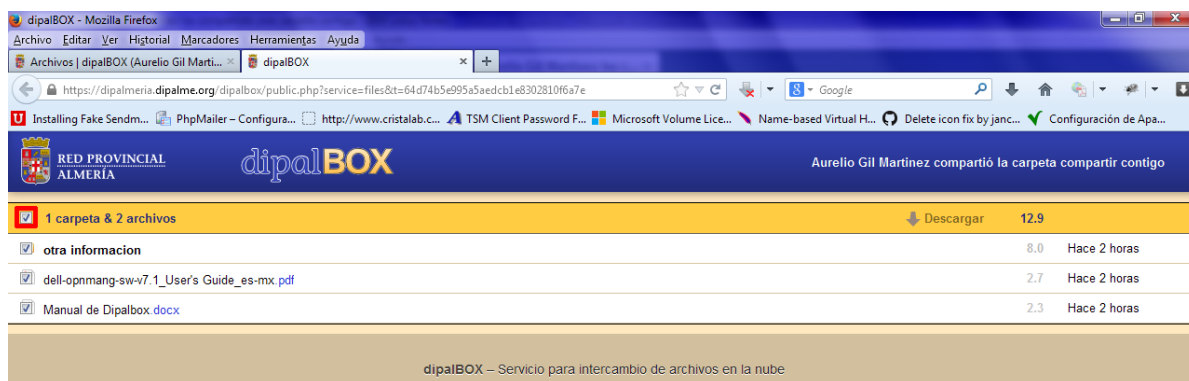 dipalBOX - Mozilla Firefox
Archivo Editar Ver Historial Marcadores Herramientas Ayuda
Archivos | dipalBOX (Aurelio Gil Marti... × dipalBOX × +
https://dipalmeria.dipalme.org/dipalbox/public.php?service=files&t=64d74b5e995a5aedcb1e8302810f6a7e Google
Installing Fake Sendm... PhpMailer – Configura... http://www.cristalab.c... TSM Client Password F... Microsoft Volume Lice... Name-based Virtual H... Delete icon fix by janc... Configuración de Apa...
RED PROVINCIAL
ALMERÍA
dipalBOX
Aurelio Gil Martinez compartió la carpeta compartir contigo
1 carpeta & 2 archivos Descargar 12.9
otra informacion 8.0 Hace 2 horas
dell-opnmang-sw-v7.1_User's Guide_es-mx.pdf 2.7 Hace 2 horas
Manual de Dipalbox.docx 2.3 Hace 2 horas
dipalBOX – Servicio para intercambio de archivos en la nube